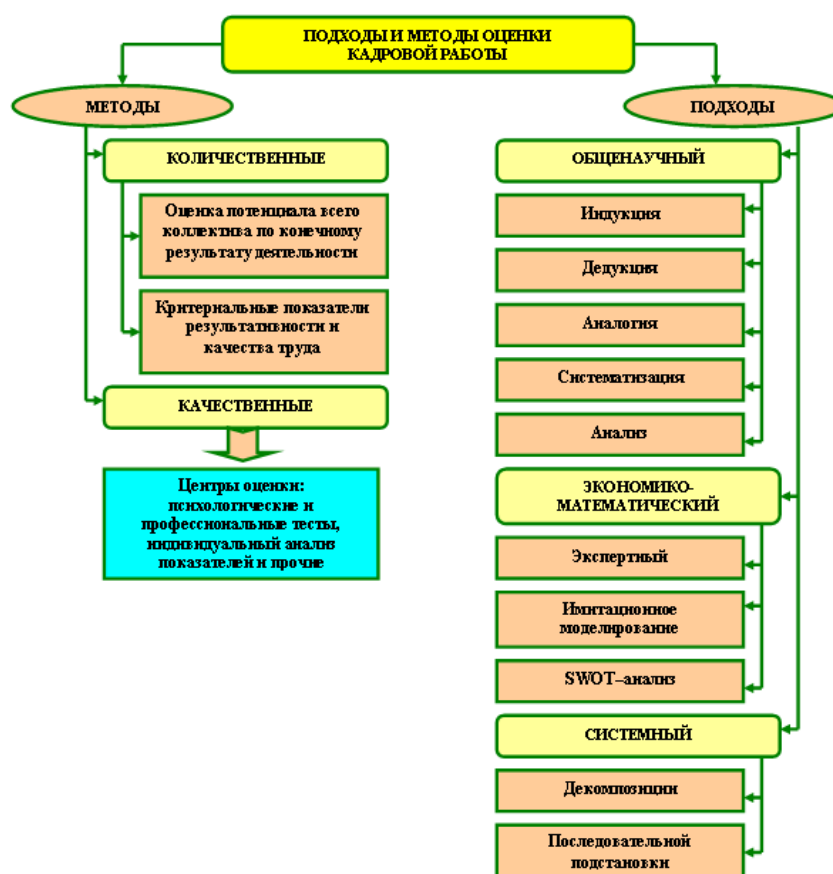 ПОДХОДЫ И МЕТОДЫ ОЦЕНКИ
КАДРОВОЙ РАБОТЫ
МЕТОДЫ
ПОДХОДЫ
КОЛИЧЕСТВЕННЫЕ
Оценка потенциала всего
коллектива по конечному
результату деятельности
Критериальные показатели
результативности и
качества труда
КАЧЕСТВЕННЫЕ
Центры оценки:
психологические и
профессиональные тесты,
индивидуальный анализ
показателей и прочие
ОБЩЕНАУЧНЫЙ
Индукция
Дедукция
Аналогия
Систематизация
Анализ
ЭКОНОМИКО-
МАТЕМАТИЧЕСКИЙ
Экспертный
Имитационное
моделирование
SWOT–анализ
СИСТЕМНЫЙ
Декомпозиции
Последовательной
подстановки